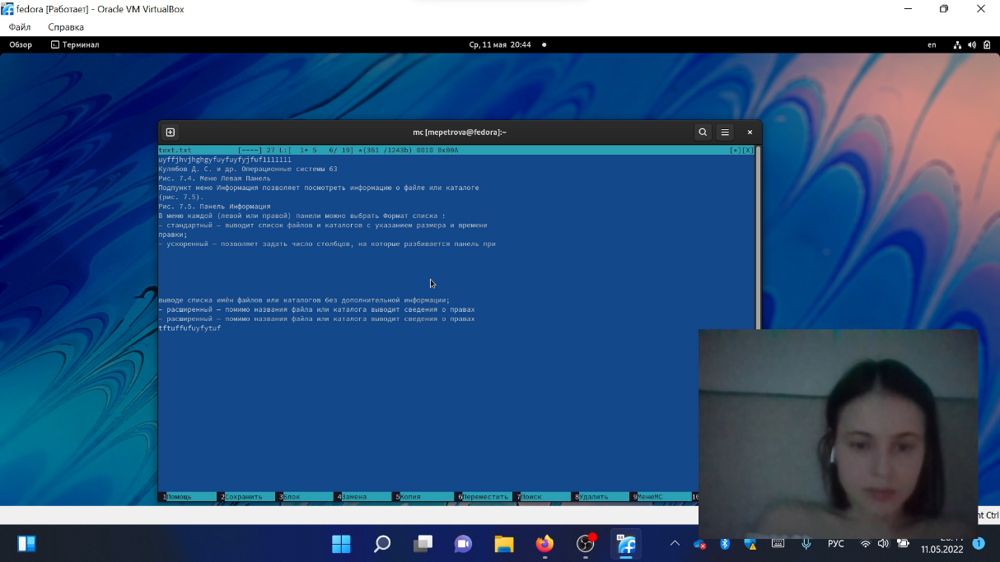 fedora [Работает] - Oracle VM VirtualBox
Файл Справка
Обзор Терминал Ср, 11 мая 20:44 en
mc [mepetrova@fedora]:~
text.txt [----] 27 L:[ 1+ 5 6/ 19] *(361 /1243b) 0010 0x00A [*][X]
uyffjhvjhghgyfuyfuyfyjfuf1111111
Кулябов Д. С. и др. Операционные системы 63
Рис. 7.4. Меню Левая Панель
Подпункт меню Информация позволяет посмотреть информацию о файле или каталоге
(рис. 7.5).
Рис. 7.5. Панель Информация
В меню каждой (левой или правой) панели можно выбрать Формат списка :
– стандартный — выводит список файлов и каталогов с указанием размера и времени
правки;
– ускоренный — позволяет задать число столбцов, на которые разбивается панель при
выводе списка имён файлов или каталогов без дополнительной информации;
– расширенный — помимо названия файла или каталога выводит сведения о правах
– расширенный — помимо названия файла или каталога выводит сведения о правах
tftuffufuyfytuf
1Помощь 2Сохранить 3Блок 4Замена 5Копия 6Переместить 7Поиск 8Удалить 9МенюМС 10
nt Ctrl
РУС
11.05.2022 1